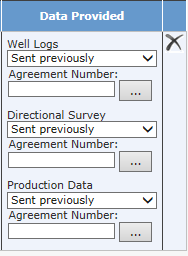 Data Provided
Well Logs
Sent previously
Agreement Number:
...
Directional Survey
Sent previously
Agreement Number:
...
Production Data
Sent previously
Agreement Number:
...